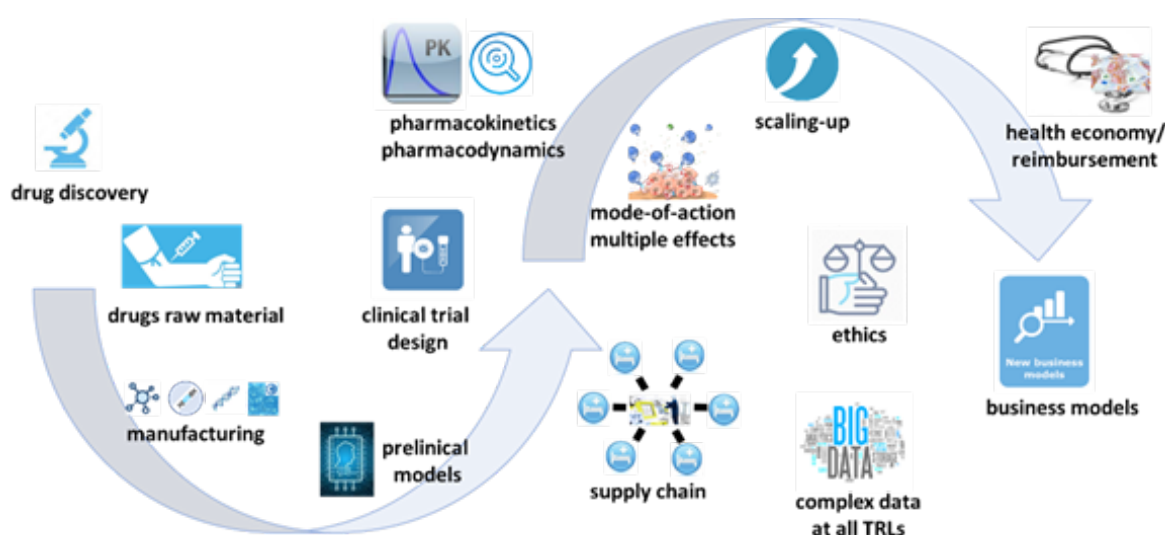 PK
pharmacokinetics
pharmacodynamics
scaling-up
health economy/
reimbursement
drug discovery
mode-of-action
multiple effects
drugs raw material
clinical trial
design
ethics
New business
models
business models
manufacturing
prelinical
models
supply chain
BIG
DATA
complex data
at all TRLs